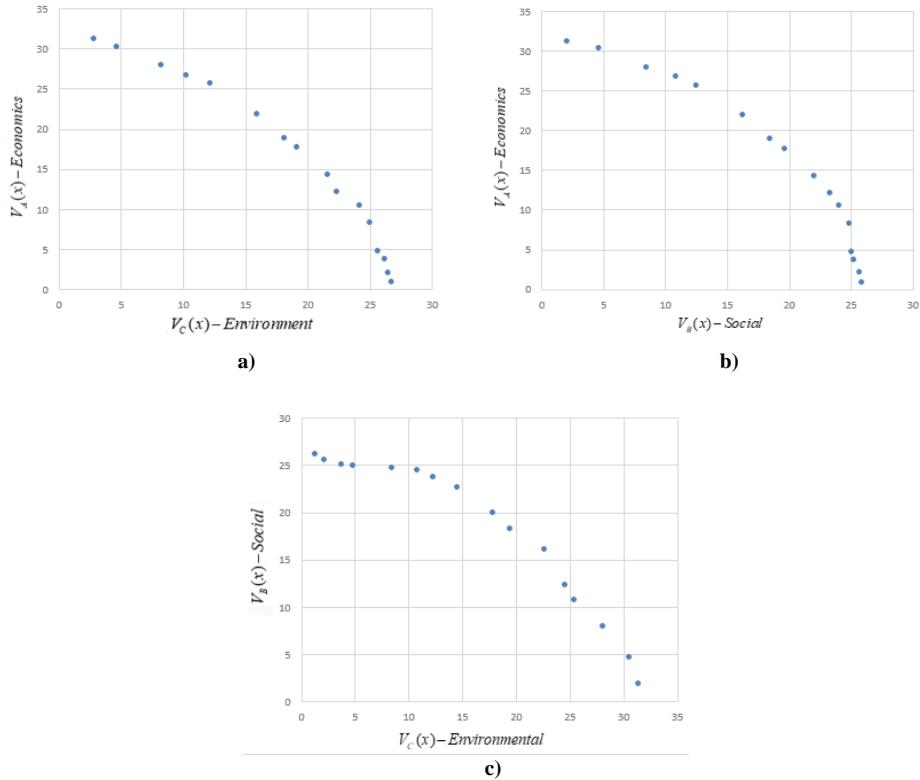 35
30
25
20
15
10
5
0
0 5 10 15 20 25 30
V_A(x) – Economics
V_C(x) – Environment
a)
35
30
25
20
15
10
5
0
0 5 10 15 20 25 30
V_A(x) – Economics
V_B(x) – Social
b)
30
25
20
15
10
5
0
0 5 10 15 20 25 30 35
V_B(x) – Social
V_C(x) – Environmental
c)